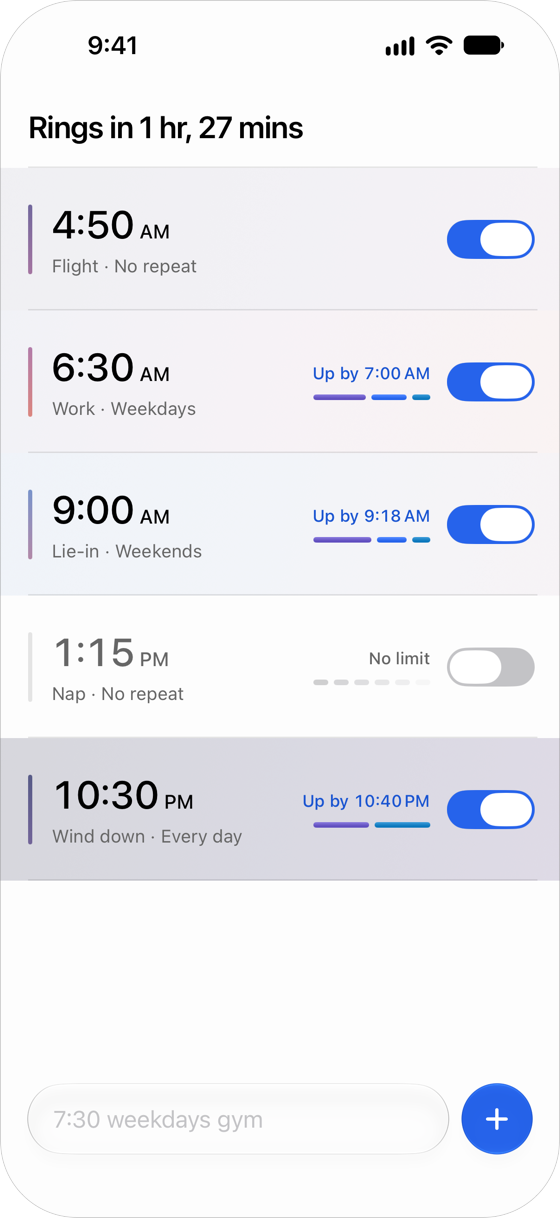 9:41
Rings in 1 hr, 27 mins
4:50 AM
Flight · No repeat
6:30 AM
Work · Weekdays
Up by 7:00 AM
9:00 AM
Lie-in · Weekends
Up by 9:18 AM
1:15 PM
Nap · No repeat
No limit
10:30 PM
Wind down · Every day
Up by 10:40 PM
7:30 weekdays gym